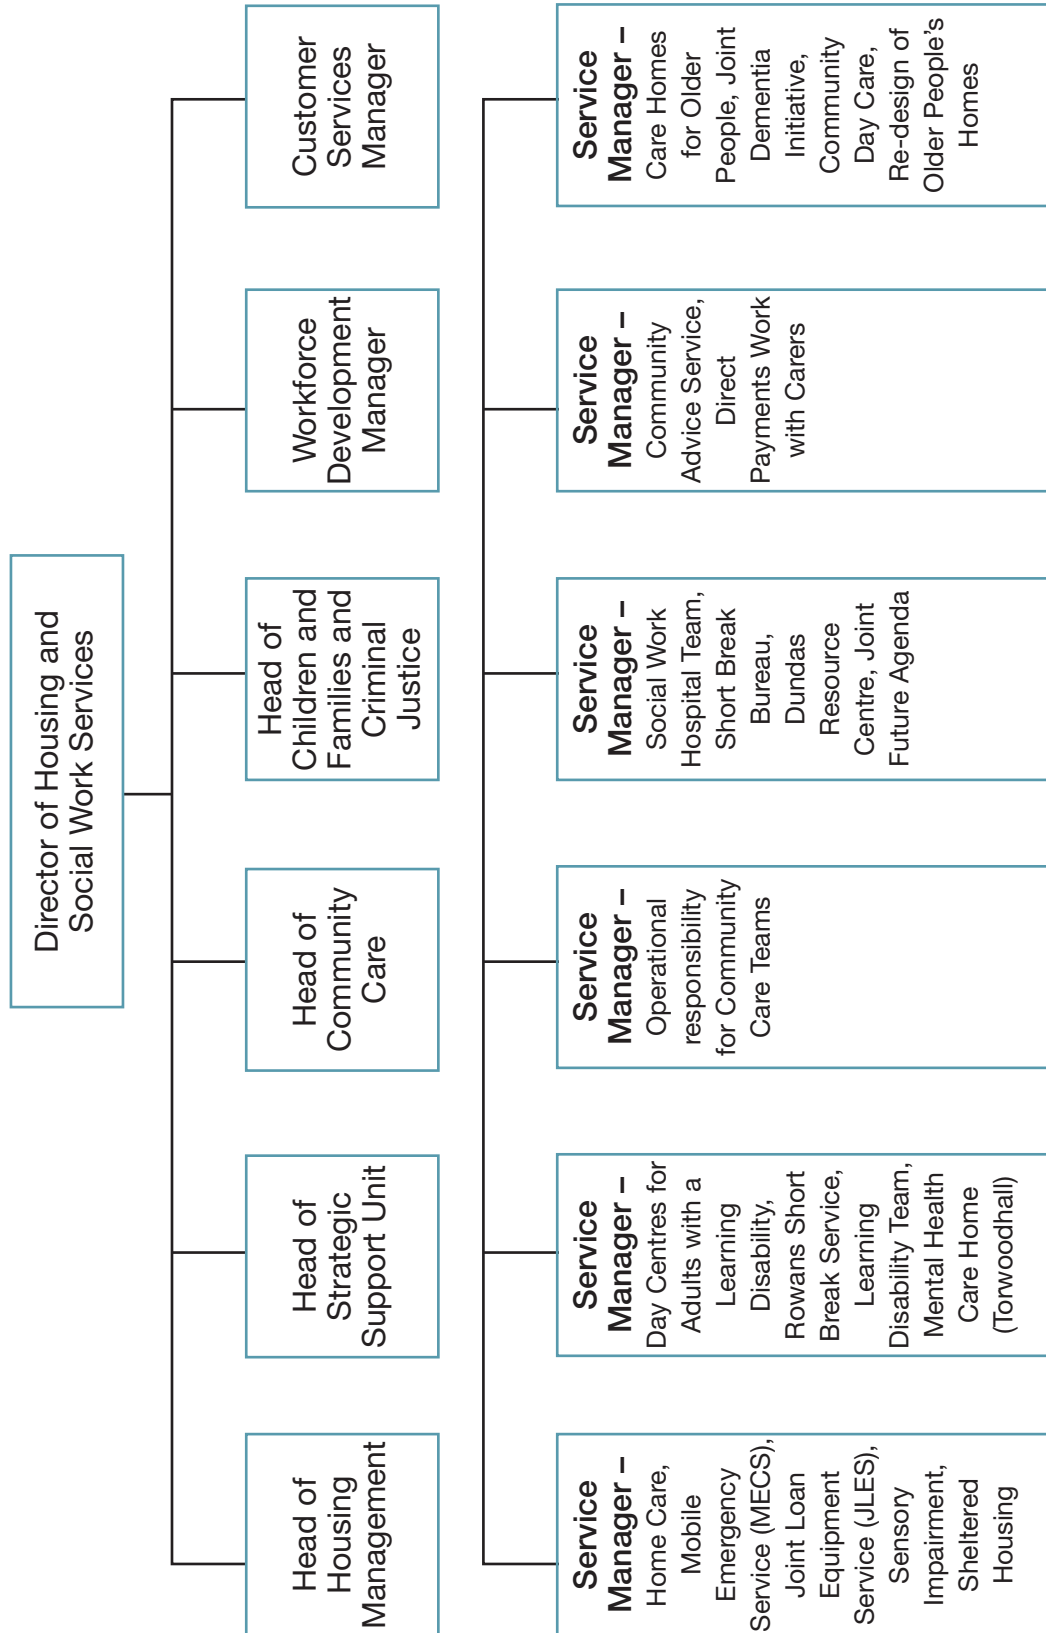 Director of Housing and
Social Work Services
Head of
Housing
Management
Head of
Strategic
Support Unit
Head of
Community
Care
Head of
Children and
Families and
Criminal
Justice
Workforce
Development
Manager
Customer
Services
Manager
Service
Manager –
Home Care,
Mobile
Emergency
Service (MECS),
Joint Loan
Equipment
Service (JLES),
Sensory
Impairment,
Sheltered
Housing
Service
Manager –
Day Centres for
Adults with a
Learning
Disability,
Rowans Short
Break Service,
Learning
Disability Team,
Mental Health
Care Home
(Torwoodhall)
Service
Manager –
Operational
responsibility
for Community
Care Teams
Service
Manager –
Social Work
Hospital Team,
Short Break
Bureau,
Dundas
Resource
Centre, Joint
Future Agenda
Service
Manager –
Community
Advice Service,
Direct
Payments Work
with Carers
Service
Manager –
Care Homes
for Older
People, Joint
Dementia
Initiative,
Community
Day Care,
Re-design of
Older People's
Homes